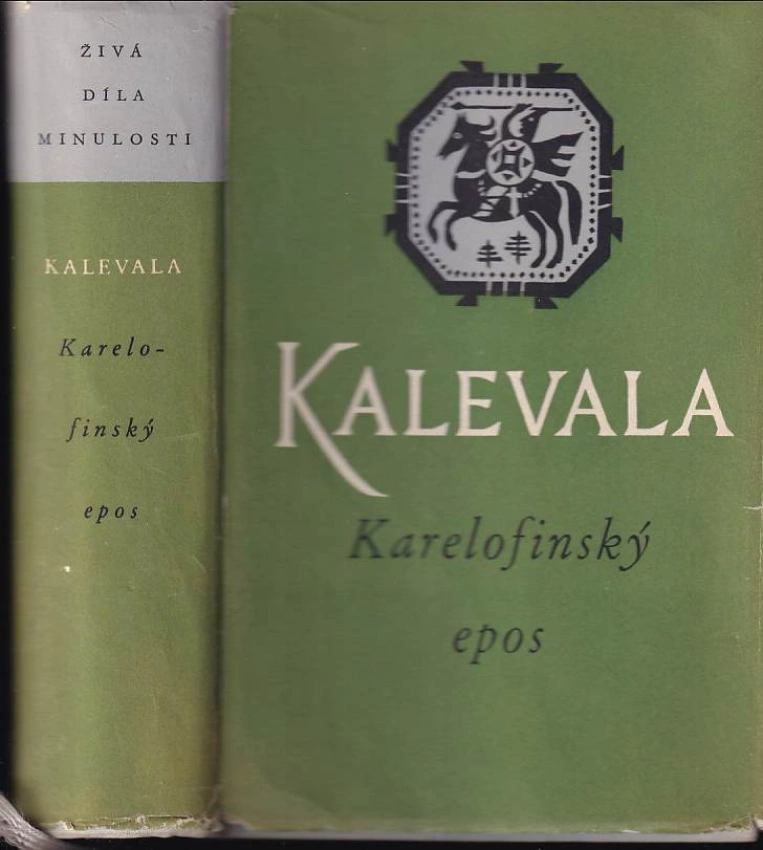 ŽIVÁ
DÍLA
MINULOSTI
KALEVALA
Karelo-
finský
epos
KALEVALA
Karelofinský
epos